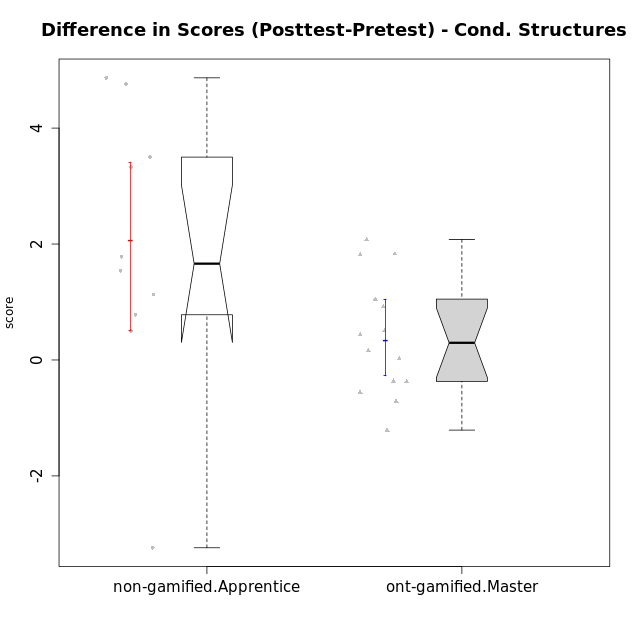 Difference in Scores (Posttest-Pretest) - Cond. Structures
4
2
0
-2
score
non-gamified.Apprentice
ont-gamified.Master